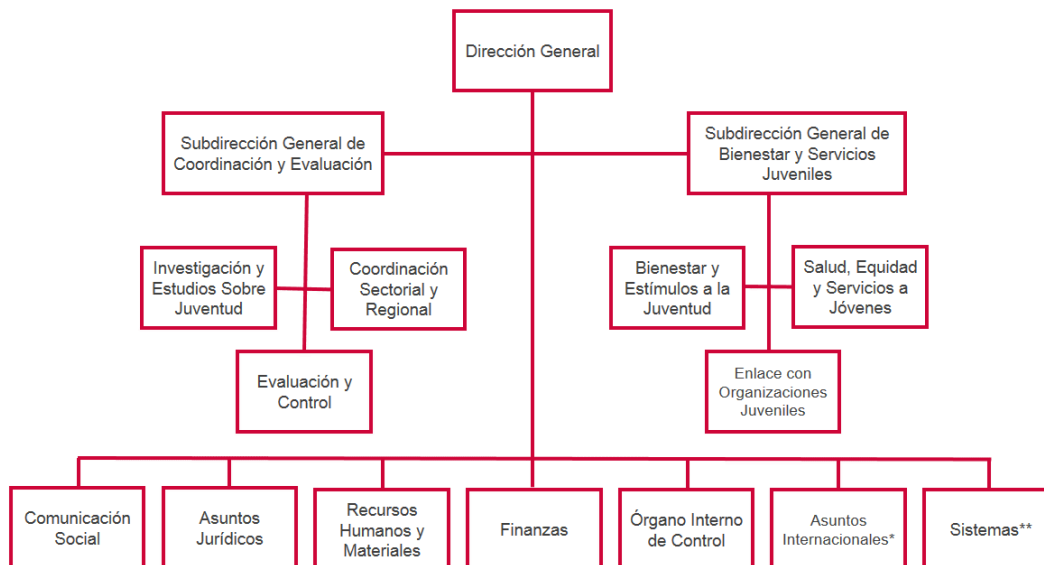 Dirección General
Subdirección General de
Coordinación y Evaluación
Subdirección General de
Bienestar y Servicios
Juveniles
Investigación y
Estudios Sobre
Juventud
Coordinación
Sectorial y
Regional
Bienestar y
Estímulos a la
Juventud
Salud, Equidad
y Servicios a
Jóvenes
Evaluación y
Control
Enlace con
Organizaciones
Juveniles
Comunicación
Social
Asuntos
Jurídicos
Recursos
Humanos y
Materiales
Finanzas
Órgano Interno
de Control
Asuntos
Internacionales*
Sistemas**